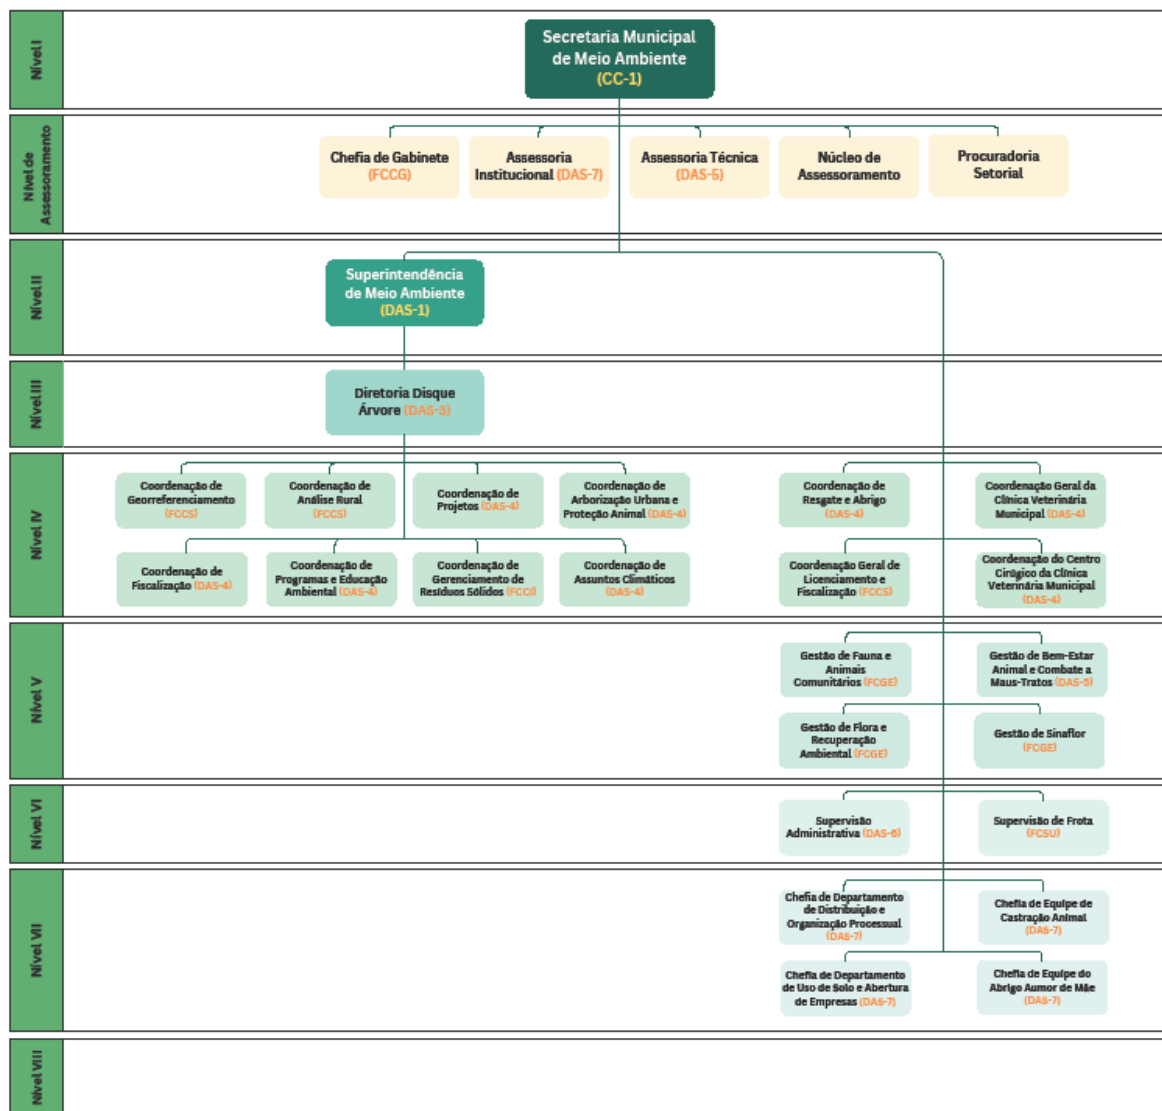 Nível I
Secretaria Municipal
de Meio Ambiente
(CC-1)
Nível de
Assessoramento
Chefia de Gabinete
(FCCG)
Assessoria
Institucional (DAS-7)
Assessoria Técnica
(DAS-5)
Núcleo de
Assessoramento
Procuradoria
Setorial
Nível II
Superintendência
de Meio Ambiente
(DAS-1)
Nível III
Diretoria Disque
Árvore (DAS-3)
Nível IV
Coordenação de
Georreferenciamento
(FCCS)
Coordenação de
Análise Rural
(FCCS)
Coordenação de
Projetos (DAS-4)
Coordenação de
Arborização Urbana e
Proteção Animal (DAS-4)
Coordenação de
Resgate e Abrigo
(DAS-4)
Coordenação Geral da
Clínica Veterinária
Municipal (DAS-4)
Coordenação de
Fiscalização (DAS-4)
Coordenação de
Programas e Educação
Ambiental (DAS-4)
Coordenação de
Gerenciamento de
Resíduos Sólidos (FCCI)
Coordenação de
Assuntos Climáticos
(DAS-4)
Coordenação Geral de
Licenciamento e
Fiscalização (FCCS)
Coordenação do Centro
Cirúgico da Clínica
Veterinária Municipal
(DAS-4)
Nível V
Gestão de Fauna e
Animais
Comunitários (FCGE)
Gestão de Bem-Estar
Animal e Combate a
Maus-Tratos (DAS-5)
Gestão de Flora e
Recuperação
Ambiental (FCGE)
Gestão de Sinaflor
(FCGE)
Nível VI
Supervisão
Administrativa (DAS-6)
Supervisão de Frota
(FCSU)
Nível VII
Chefia de Departamento
de Distribuição e
Organização Processual
(DAS-7)
Chefia de Equipe de
Castração Animal
(DAS-7)
Chefia de Departamento
de Uso de Solo e Abertura
de Empresas (DAS-7)
Chefia de Equipe do
Abrigo Aumor de Mãe
(DAS-7)
Nível VIII